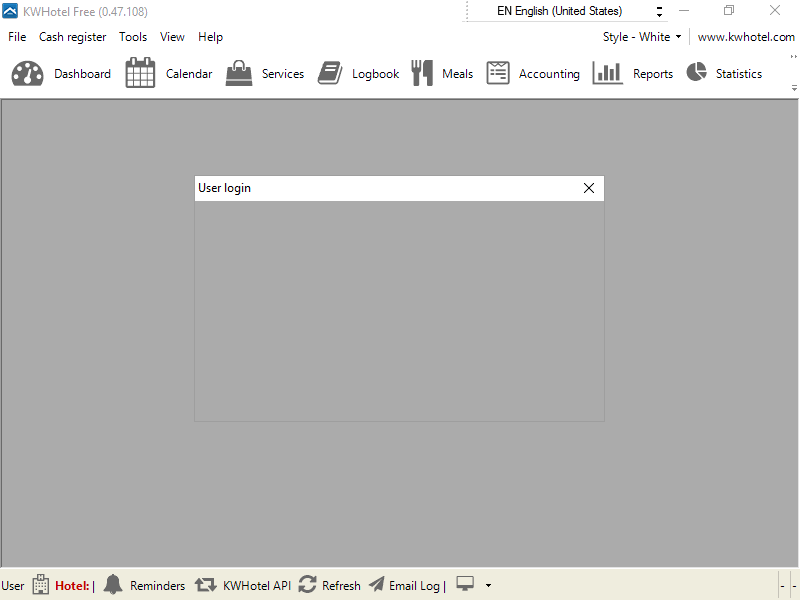 KWHotel Free (0.47.108)
EN English (United States)
File Cash register Tools View Help
Style - White
www.kwhotel.com
Dashboard Calendar Services Logbook Meals Accounting Reports Statistics
User login
User Hotel: | Reminders KWHotel API Refresh Email Log | - -